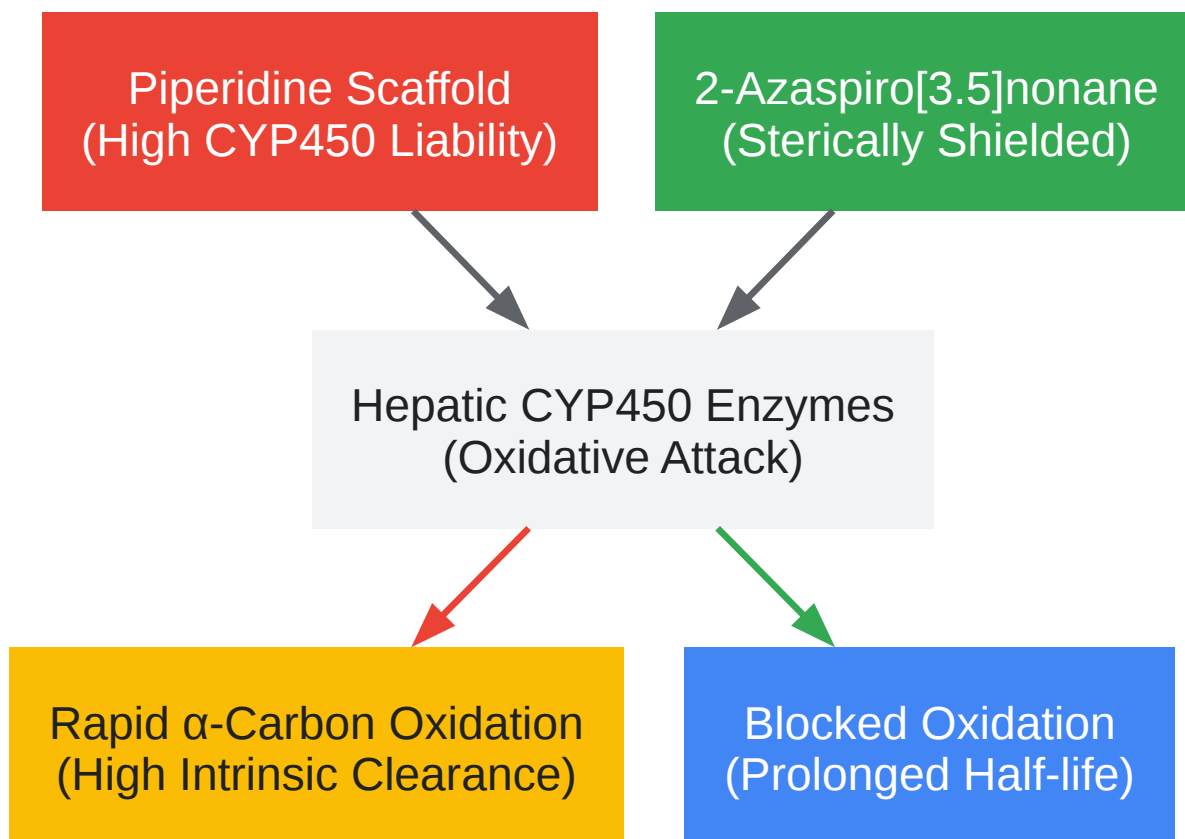 Piperidine Scaffold
(High CYP450 Liability)
2-Azaspiro[3.5]nonane
(Sterically Shielded)
Hepatic CYP450 Enzymes
(Oxidative Attack)
Rapid α-Carbon Oxidation
(High Intrinsic Clearance)
Blocked Oxidation
(Prolonged Half-life)